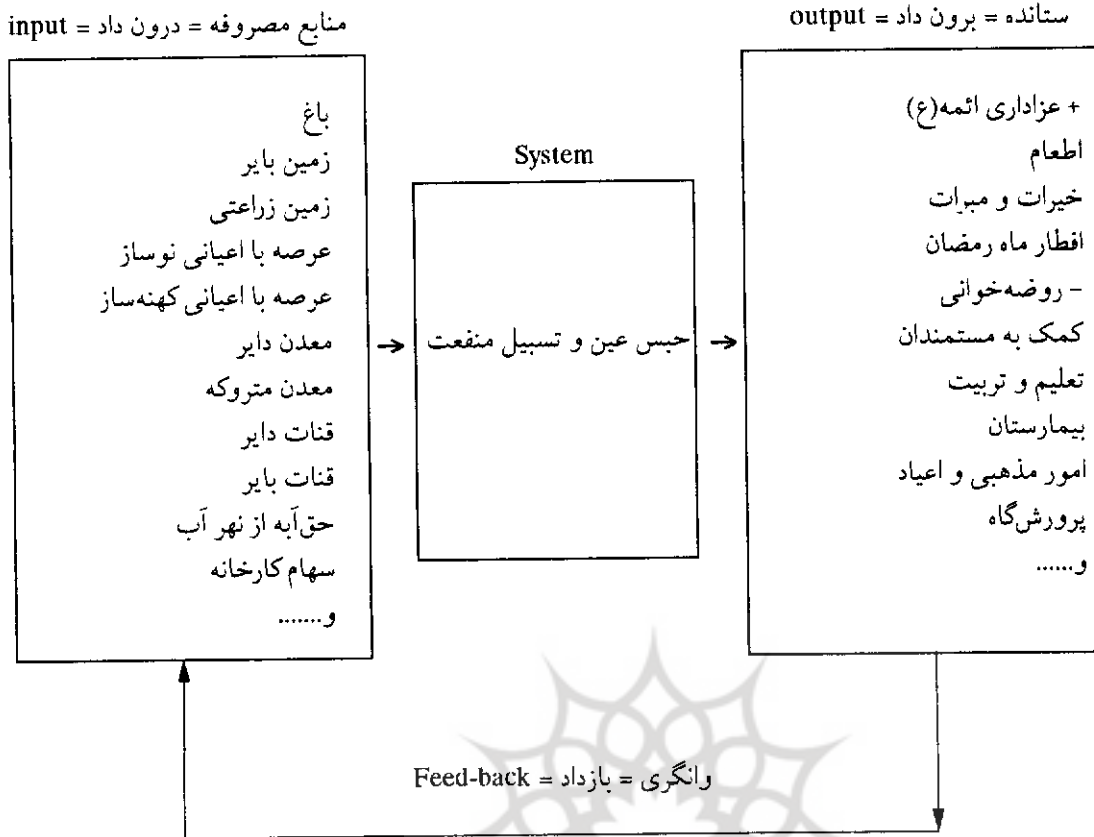 منابع مصروفه = درون داد = input
باغ
زمین بایر
زمین زراعتی
عرصه با اعیانی نوساز
عرصه با اعیانی کهنه‌ساز
معدن دایر
معدن متروکه
قنات دایر
قنات بایر
حق‌آبه از نهر آب
سهام کارخانه
و.......
System
حبس عین و تسبیل منفعت
ستانده = برون داد = output
+ عزاداری ائمه(ع)
اطعام
خیرات و مبرات
افطار ماه رمضان
– روضه‌خوانی
کمک به مستمندان
تعلیم و تربیت
بیمارستان
امور مذهبی و اعیاد
پرورش‌گاه
و......
وانگری = بازداد = Feed-back